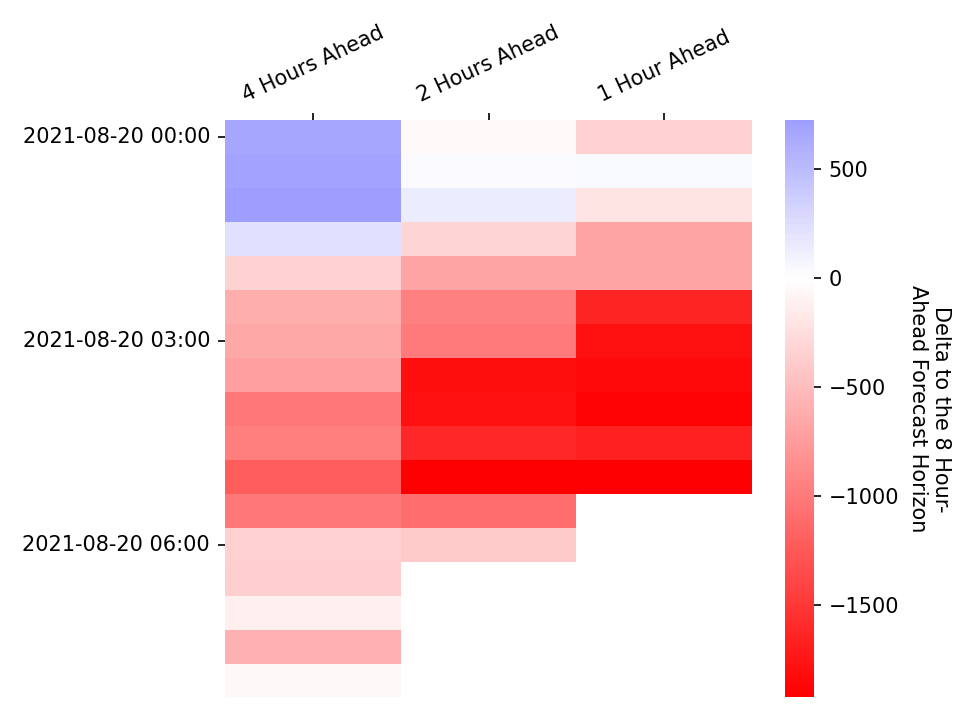 4 Hours Ahead
2 Hours Ahead
1 Hour Ahead
2021-08-20 00:00
2021-08-20 03:00
2021-08-20 06:00
500
0
−500
−1000
−1500
Delta to the 8 Hour-
Ahead Forecast Horizon